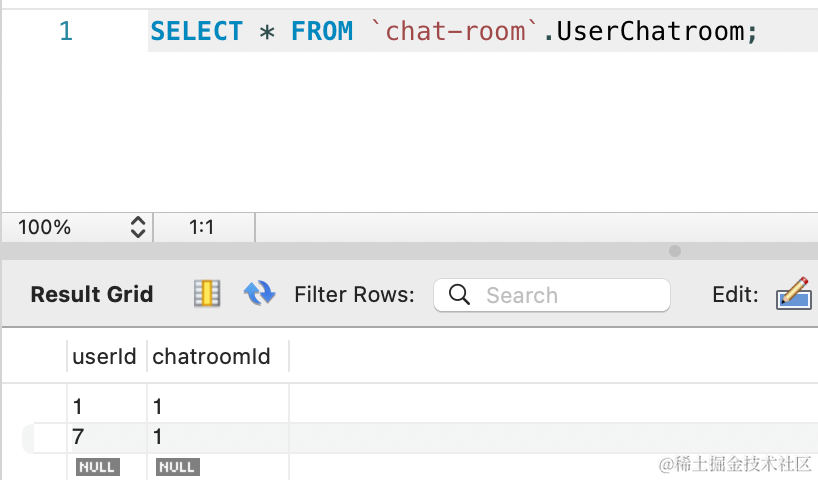 1 SELECT * FROM `chat-room`.UserChatroom;
100% 1:1
Result Grid Filter Rows: Search Edit:
userId chatroomId
1 1
7 1
NULL NULL
@稀土掘金技术社区